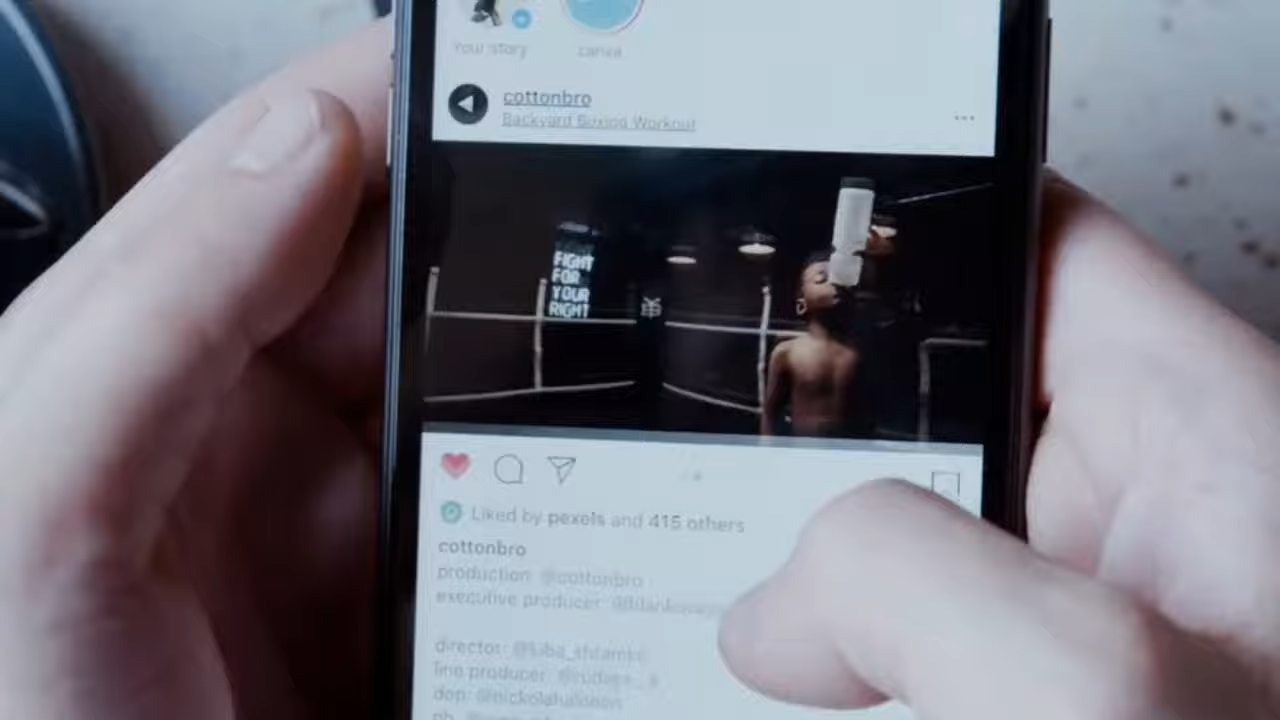 Your story
canva
cottonbro
Backyard Boxing Workout
FIGHT
FOR
YOUR
RIGHT
Liked by pexels and 415 others
cottonbro
production: @cottonbro
executive producer:
director:
line producer:
dop: